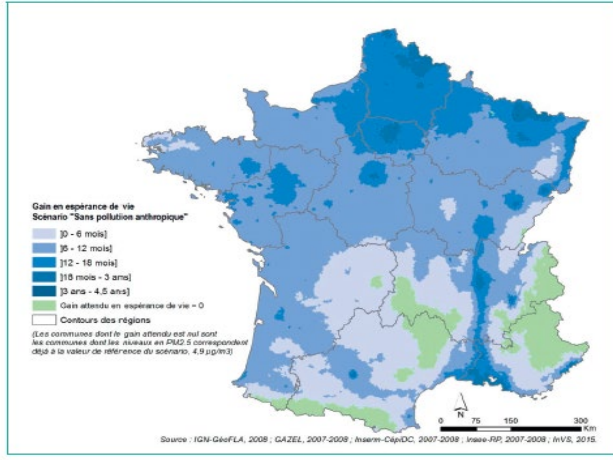 Gain en espérance de vie
Scénario "Sans pollution anthropique"
]0 - 6 mois]
]6 - 12 mois]
]12 - 18 mois]
]18 mois - 3 ans]
]3 ans - 4,5 ans]
Gain attendu en espérance de vie = 0
Contours des régions
(Les communes dont le gain attendu est nul sont
les communes dont les niveaux en PM2.5 correspondent
déjà à la valeur de référence du scénario, 4,9 µg/m3)
N
0 75 150 300
Km
Source : IGN-GéoFLA, 2008 ; GAZEL, 2007-2008 ; Inserm-CépiDC, 2007-2008 ; Insee-RP, 2007-2008 ; InVS, 2015.